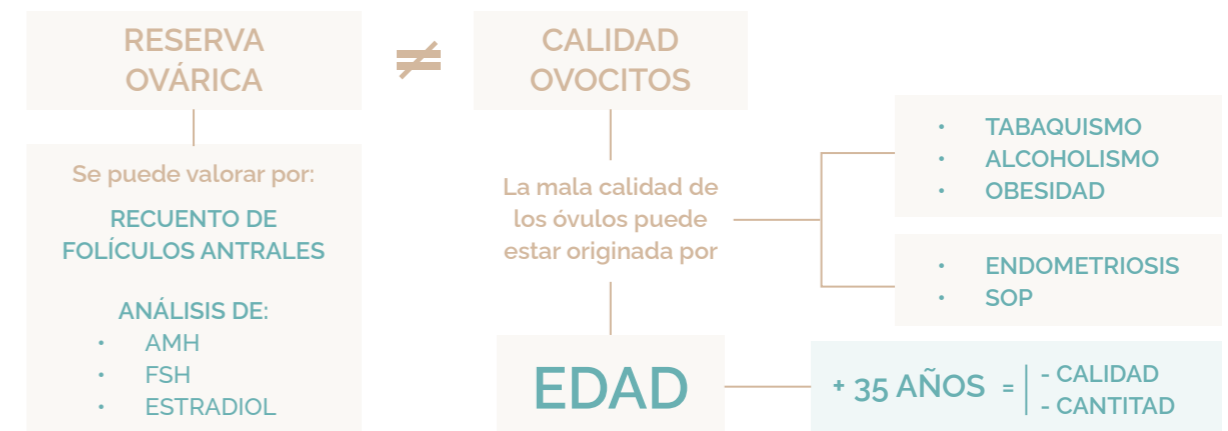 RESERVA
OVÁRICA
≠
CALIDAD
OVOCITOS
Se puede valorar por:
RECUENTO DE
FOLÍCULOS ANTRALES
ANÁLISIS DE:
• AMH
• FSH
• ESTRADIOL
La mala calidad de
los óvulos puede
estar originada por
• TABAQUISMO
• ALCOHOLISMO
• OBESIDAD
• ENDOMETRIOSIS
• SOP
EDAD
+ 35 AÑOS =
- CALIDAD
- CANTITAD